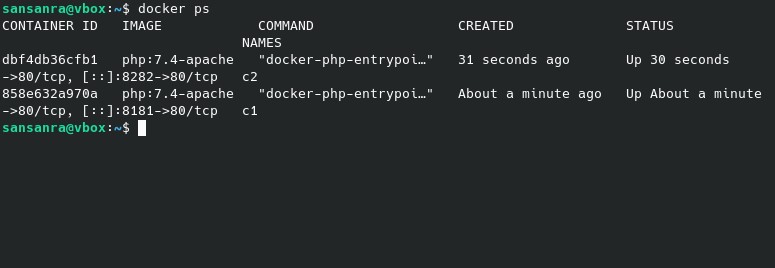 sansanra@vbox:~$ docker ps
CONTAINER ID   IMAGE            COMMAND                  CREATED              STATUS
                              NAMES
dbf4db36cfb1   php:7.4-apache   "docker-php-entrypoi…"   31 seconds ago       Up 30 seconds
->80/tcp, [::]:8282->80/tcp   c2
858e632a970a   php:7.4-apache   "docker-php-entrypoi…"   About a minute ago   Up About a minute
->80/tcp, [::]:8181->80/tcp   c1
sansanra@vbox:~$